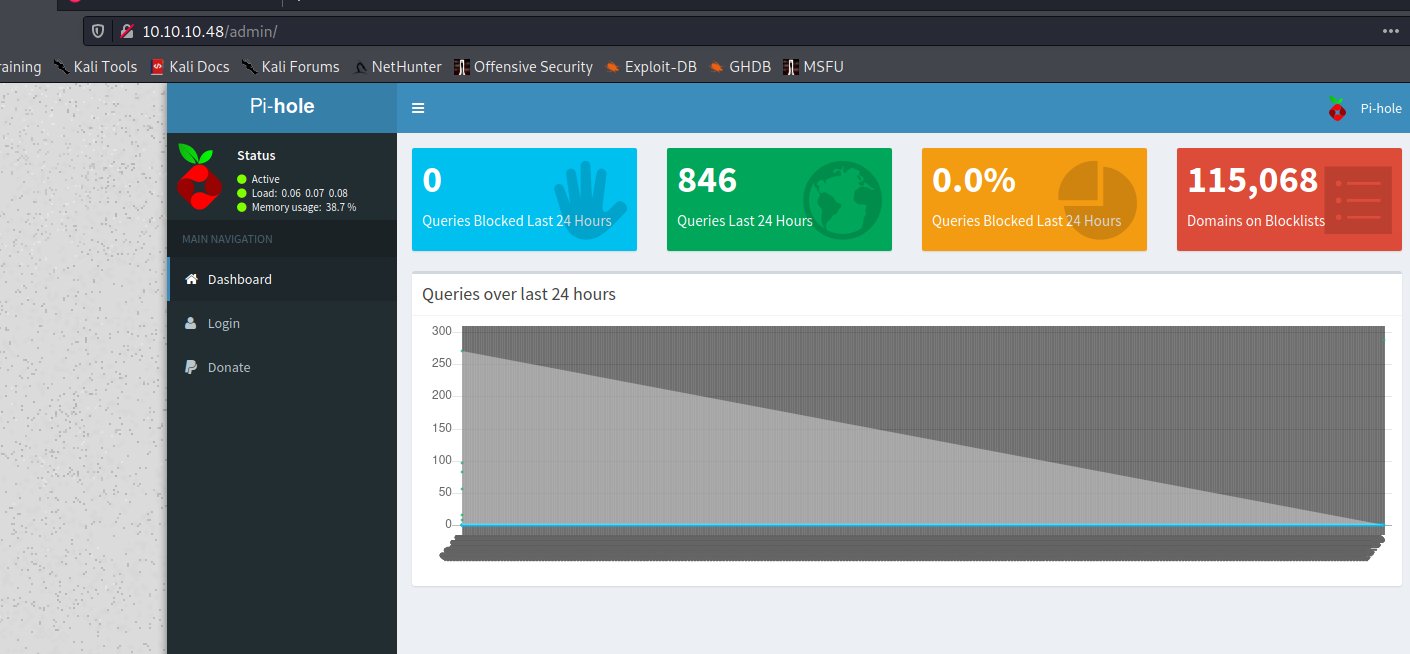 10.10.10.48/admin/
raining Kali Tools Kali Docs Kali Forums NetHunter Offensive Security Exploit-DB GHDB MSFU
Pi-hole
Pi-hole
Status
Active
Load: 0.06 0.07 0.08
Memory usage: 38.7 %
MAIN NAVIGATION
Dashboard
Login
Donate
0
Queries Blocked Last 24 Hours
846
Queries Last 24 Hours
0.0%
Queries Blocked Last 24 Hours
115,068
Domains on Blocklists
Queries over last 24 hours
300
250
200
150
100
50
0